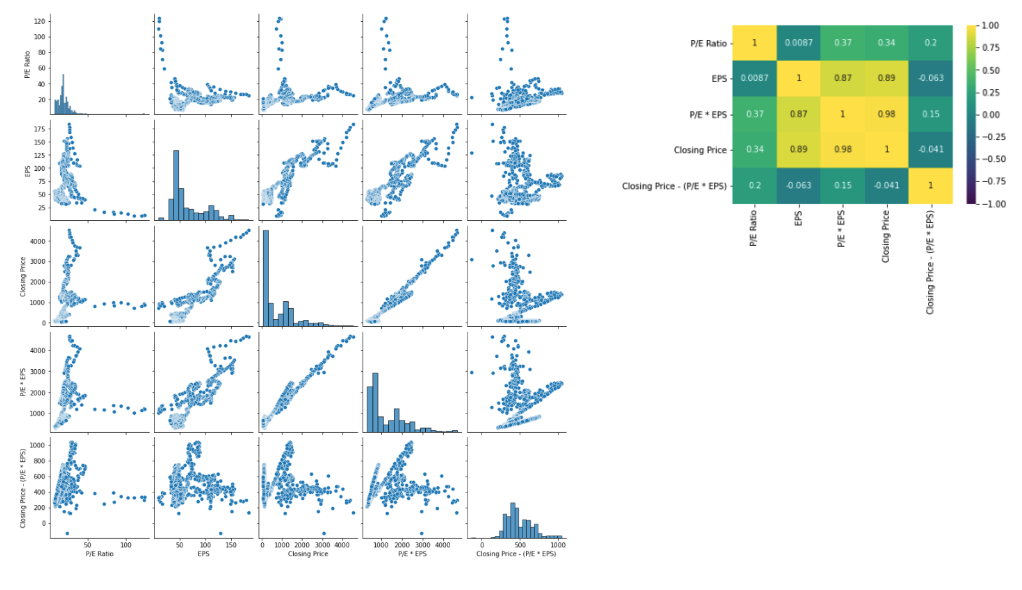 120
100
80
60
40
20
P/E Ratio
175
150
125
100
75
50
25
EPS
4000
3000
2000
1000
0
Closing Price
4000
3000
2000
1000
P/E * EPS
1000
800
600
400
200
0
Closing Price - (P/E * EPS)
50 100
P/E Ratio
50 100 150
EPS
0 1000 2000 3000 4000
Closing Price
1000 2000 3000 4000
P/E * EPS
0 500 1000
Closing Price - (P/E * EPS)
P/E Ratio 1 0.0087 0.37 0.34 0.2
EPS 0.0087 1 0.87 0.89 -0.063
P/E * EPS 0.37 0.87 1 0.98 0.15
Closing Price 0.34 0.89 0.98 1 -0.041
Closing Price - (P/E * EPS) 0.2 -0.063 0.15 -0.041 1
P/E Ratio
EPS
P/E * EPS
Closing Price
Closing Price - (P/E * EPS)
1.00
0.75
0.50
0.25
0.00
−0.25
−0.50
−0.75
−1.00